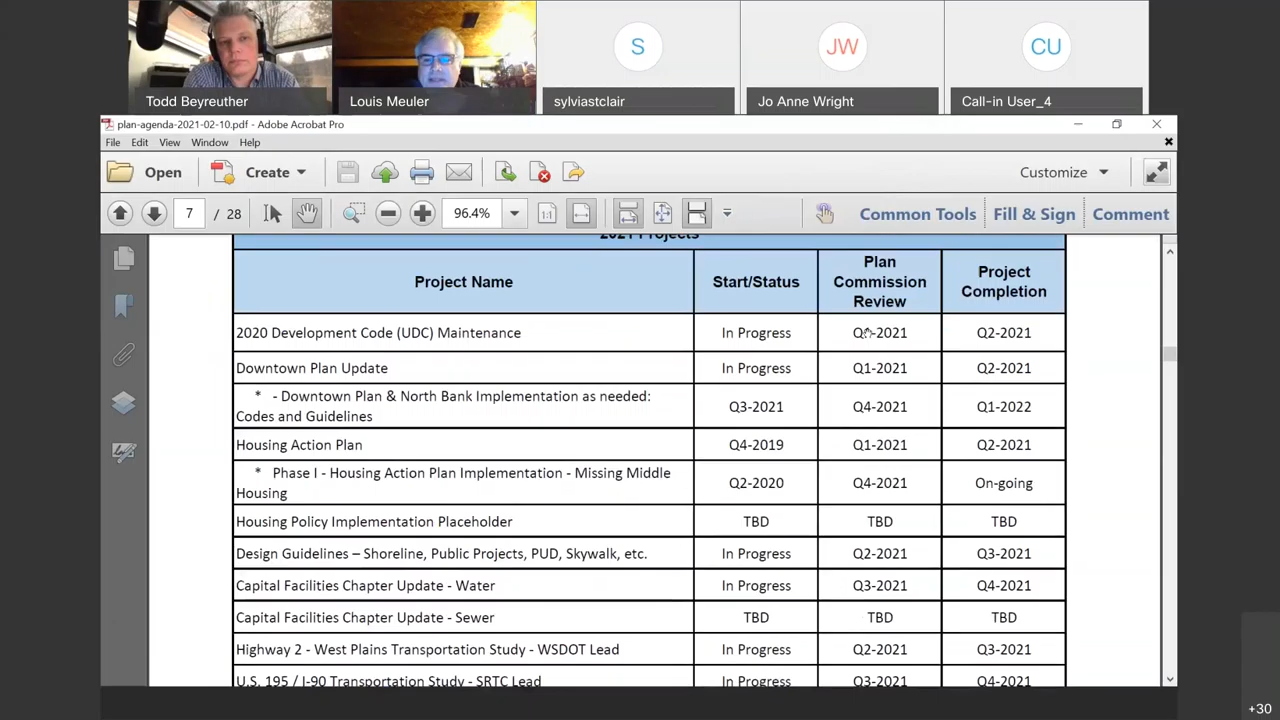 S
JW
CU
Todd Beyreuther
Louis Meuler
sylviastclair
Jo Anne Wright
Call-in User_4
plan-agenda-2021-02-10.pdf - Adobe Acrobat Pro
File Edit View Window Help
Open
Create
Customize
7 / 28
96.4%
Common Tools
Fill & Sign
Comment
2021 Projects
Project Name
Start/Status
Plan
Commission
Review
Project
Completion
2020 Development Code (UDC) Maintenance In Progress Q2-2021
Downtown Plan Update In Progress Q1-2021 Q2-2021
* - Downtown Plan & North Bank Implementation as needed:
Codes and Guidelines
Q3-2021 Q4-2021 Q1-2022
Housing Action Plan Q4-2019 Q1-2021 Q2-2021
* Phase I - Housing Action Plan Implementation - Missing Middle
Housing
Q2-2020 Q4-2021 On-going
Housing Policy Implementation Placeholder TBD TBD TBD
Design Guidelines – Shoreline, Public Projects, PUD, Skywalk, etc. In Progress Q2-2021 Q3-2021
Capital Facilities Chapter Update - Water In Progress Q3-2021 Q4-2021
Capital Facilities Chapter Update - Sewer TBD TBD TBD
Highway 2 - West Plains Transportation Study - WSDOT Lead In Progress Q2-2021 Q3-2021
U.S. 195 / I-90 Transportation Study - SRTC Lead In Progress Q3-2021 Q4-2021
+30